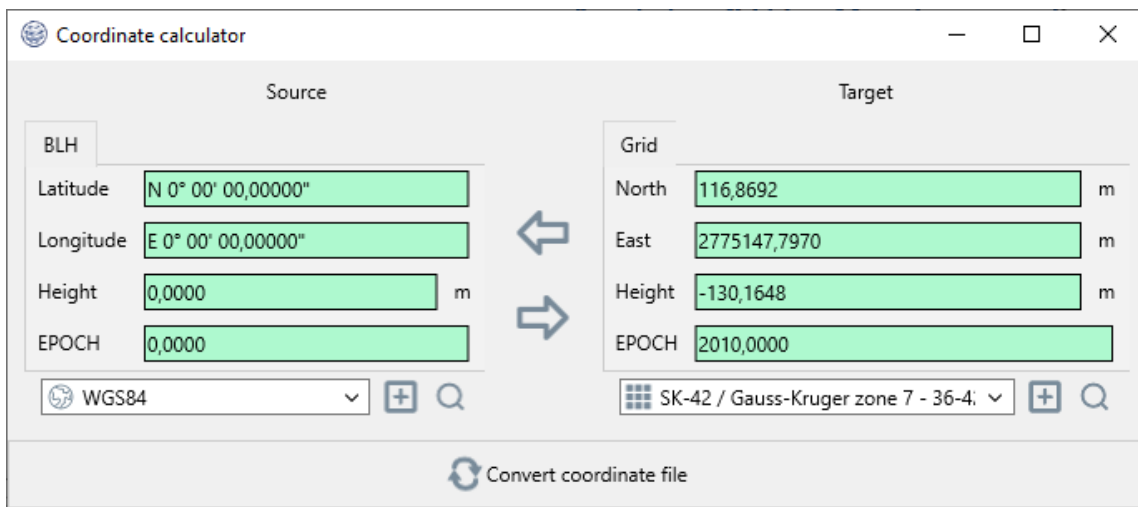 Coordinate calculator
Source
Target
BLH
Grid
Latitude N 0° 00' 00,00000"
North 116,8692 m
Longitude E 0° 00' 00,00000"
East 2775147,7970 m
Height 0,0000 m
Height -130,1648 m
EPOCH 0,0000
EPOCH 2010,0000
WGS84
SK-42 / Gauss-Kruger zone 7 - 36-4
Convert coordinate file